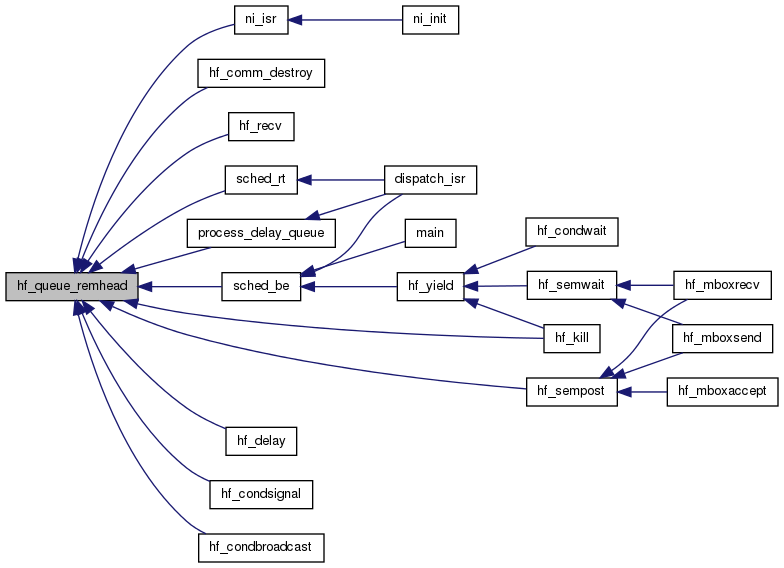 ni_isr
ni_init
hf_comm_destroy
hf_recv
sched_rt
dispatch_isr
process_delay_queue
main
hf_condwait
hf_queue_remhead
sched_be
hf_yield
hf_semwait
hf_mboxrecv
hf_kill
hf_mboxsend
hf_sempost
hf_mboxaccept
hf_delay
hf_condsignal
hf_condbroadcast